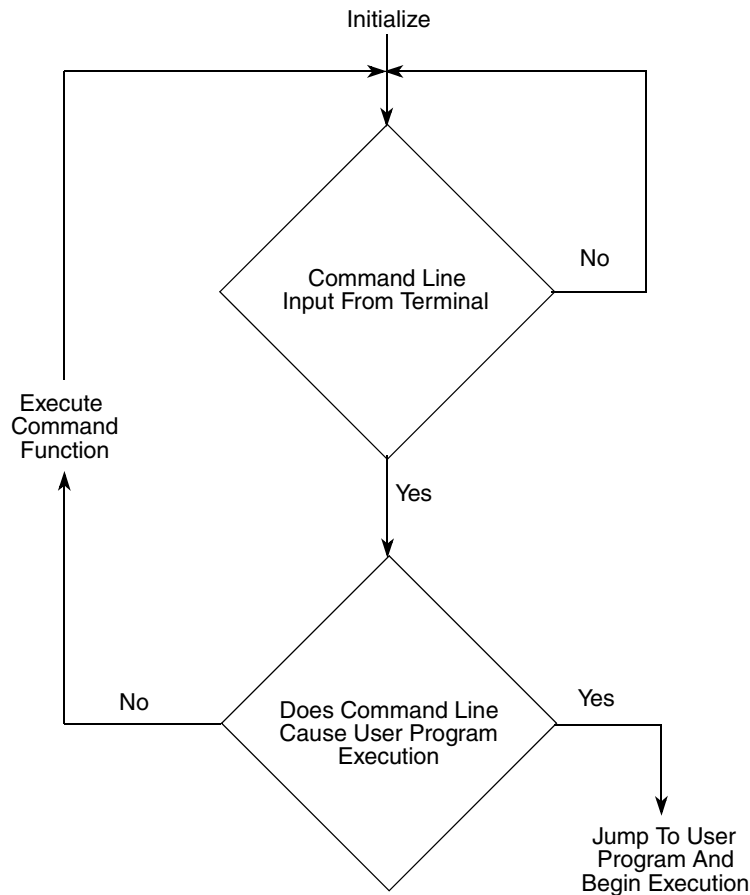 Initialize
Command Line
Input From Terminal
No
Execute
Command
Function
Yes
No
Does Command Line
Cause User Program
Execution
Yes
Jump To User
Program And
Begin Execution